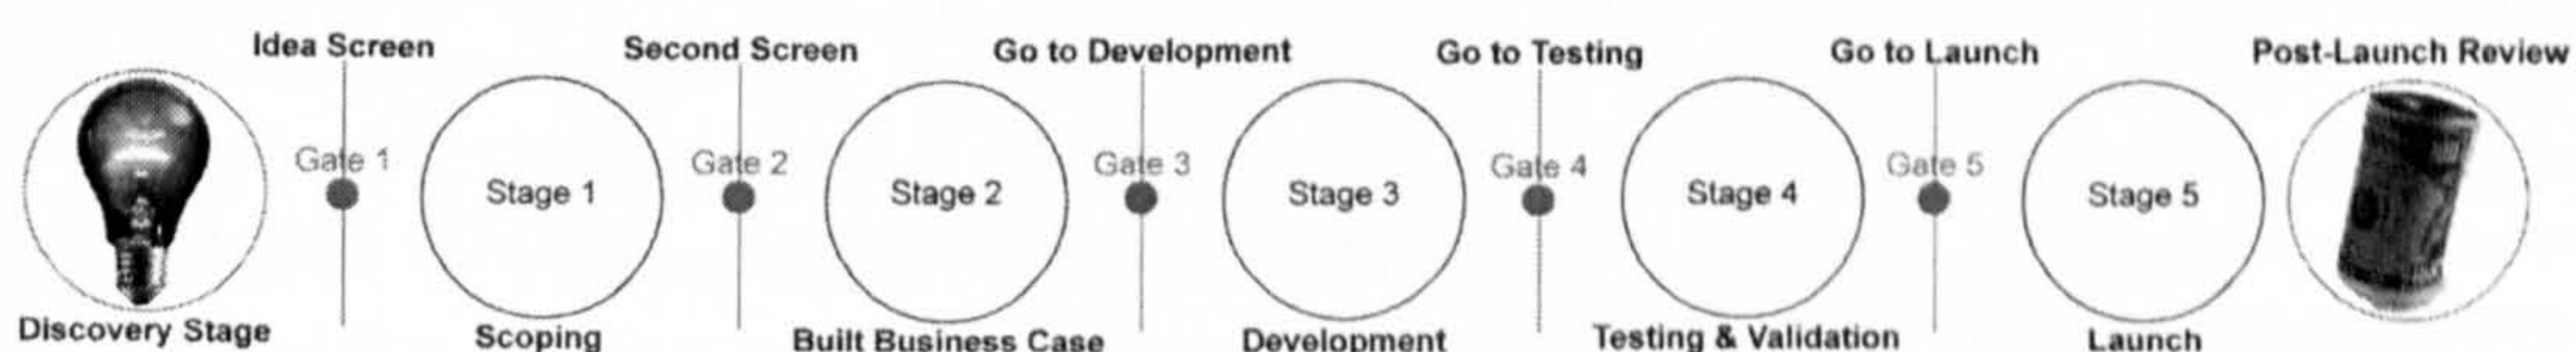 Idea Screen
Second Screen
Go to Development
Go to Testing
Go to Launch
Post-Launch Review
Gate 1
Gate 2
Gate 3
Gate 4
Gate 5
Stage 1
Stage 2
Stage 3
Stage 4
Stage 5
Discovery Stage
Scoping
Built Business Case
Development
Testing & Validation
Launch